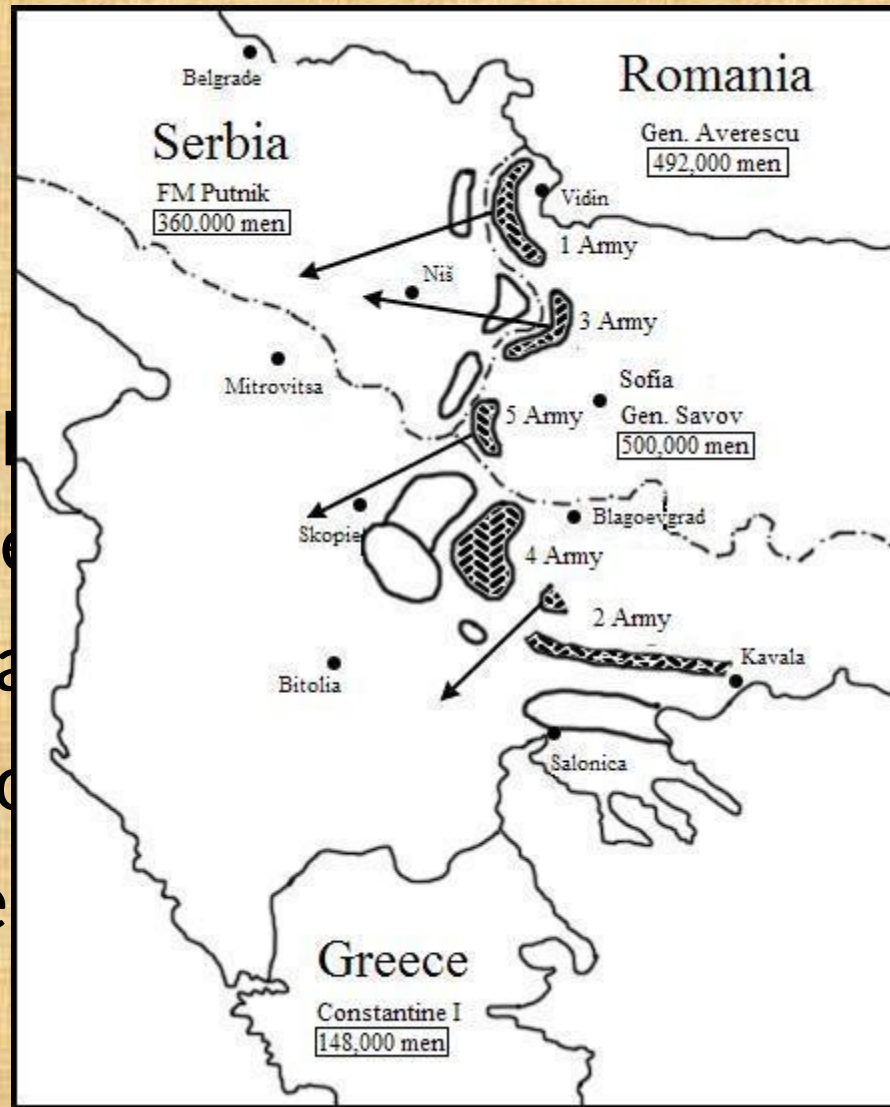 Belgrade
Romania
Serbia
Gen. Averescu
492,000 men
FM Putnik
360,000 men
Vidin
1 Army
Niš
3 Army
Mitrovitsa
Sofia
5 Army
Gen. Savov
500,000 men
Skopie
Blagoevgrad
4 Army
2 Army
Kavala
Bitolia
Salonica
Greece
Constantine I
148,000 men